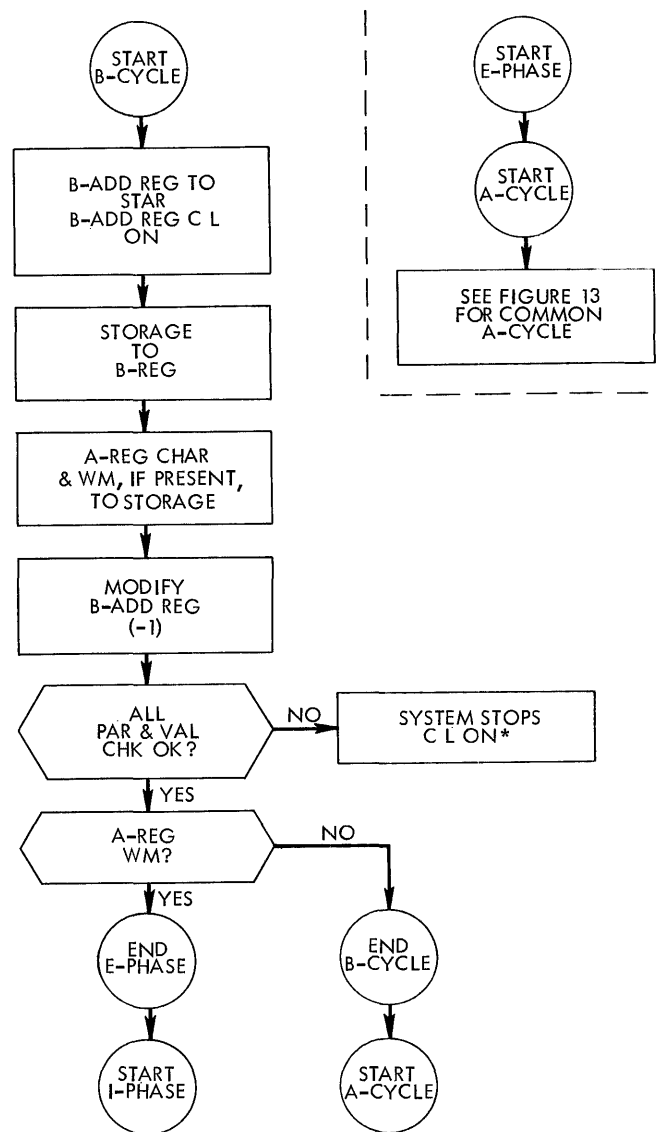 START
B-CYCLE
B-ADD REG TO
STAR
B-ADD REG C L
ON
STORAGE
TO
B-REG
A-REG CHAR
& WM, IF PRESENT,
TO STORAGE
MODIFY
B-ADD REG
(-1)
ALL
PAR & VAL
CHK OK?
NO
SYSTEM STOPS
C L ON*
YES
A-REG
WM?
NO
YES
END
E-PHASE
END
B-CYCLE
START
I-PHASE
START
A-CYCLE
START
E-PHASE
START
A-CYCLE
SEE FIGURE 13
FOR COMMON
A-CYCLE